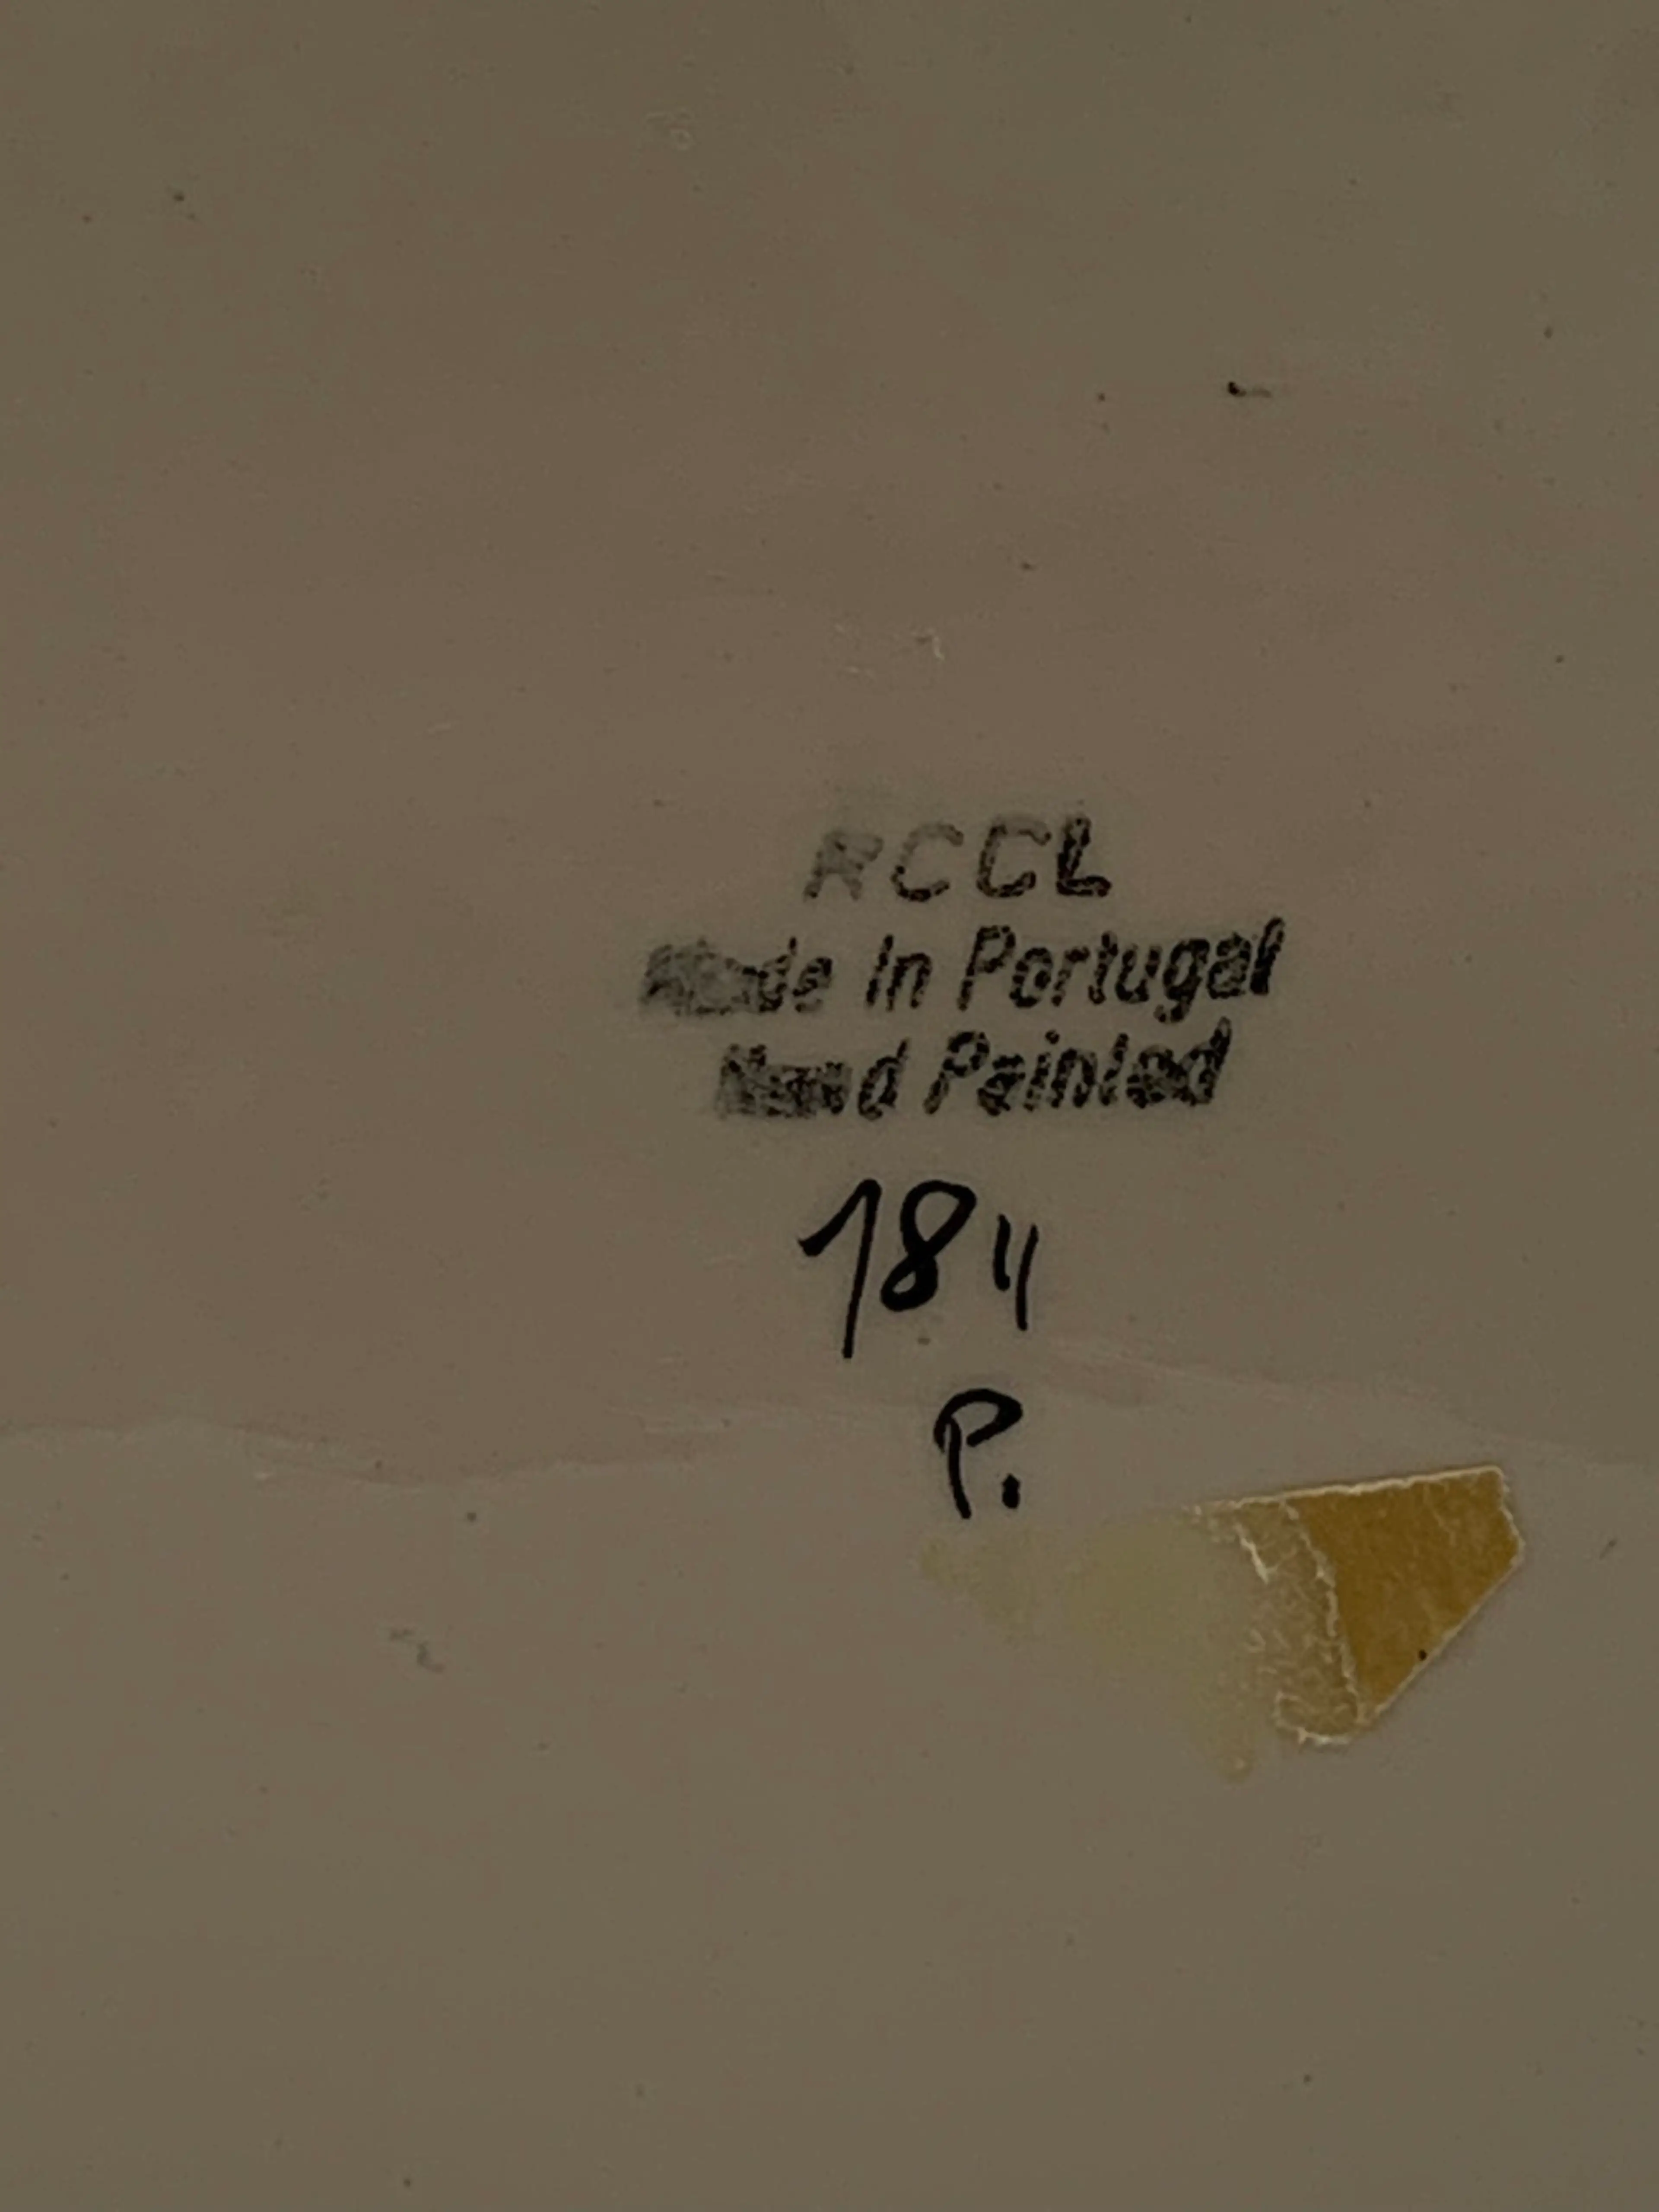 RCCL
Made In Portugal
Hand Painted
184
P.